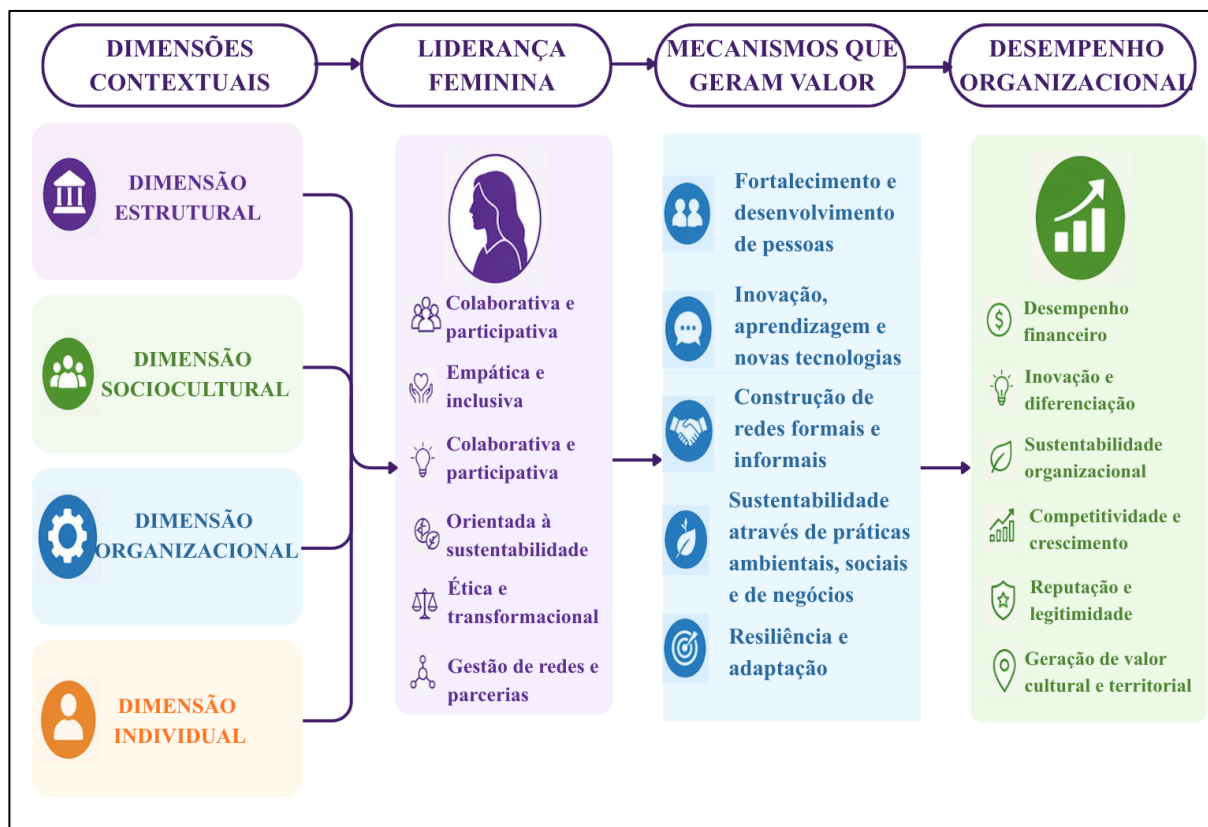 DIMENSÕES
CONTEXTUAIS
LIDERANÇA
FEMININA
MECANISMOS QUE
GERAM VALOR
DESEMPENHO
ORGANIZACIONAL
DIMENSÃO
ESTRUTURAL
DIMENSÃO
SOCIOCULTURAL
DIMENSÃO
ORGANIZACIONAL
DIMENSÃO
INDIVIDUAL
Colaborativa e
participativa
Empática e
inclusiva
Colaborativa e
participativa
Orientada à
sustentabilidade
Ética e
transformacional
Gestão de redes e
parcerias
Fortalecimento e
desenvolvimento
de pessoas
Inovação,
aprendizagem e
novas tecnologias
Construção de
redes formais e
informais
Sustentabilidade
através de práticas
ambientais, sociais
e de negócios
Resiliência e
adaptação
Desempenho
financeiro
Inovação e
diferenciação
Sustentabilidade
organizacional
Competitividade e
crescimento
Reputação e
legitimidade
Geração de valor
cultural e territorial